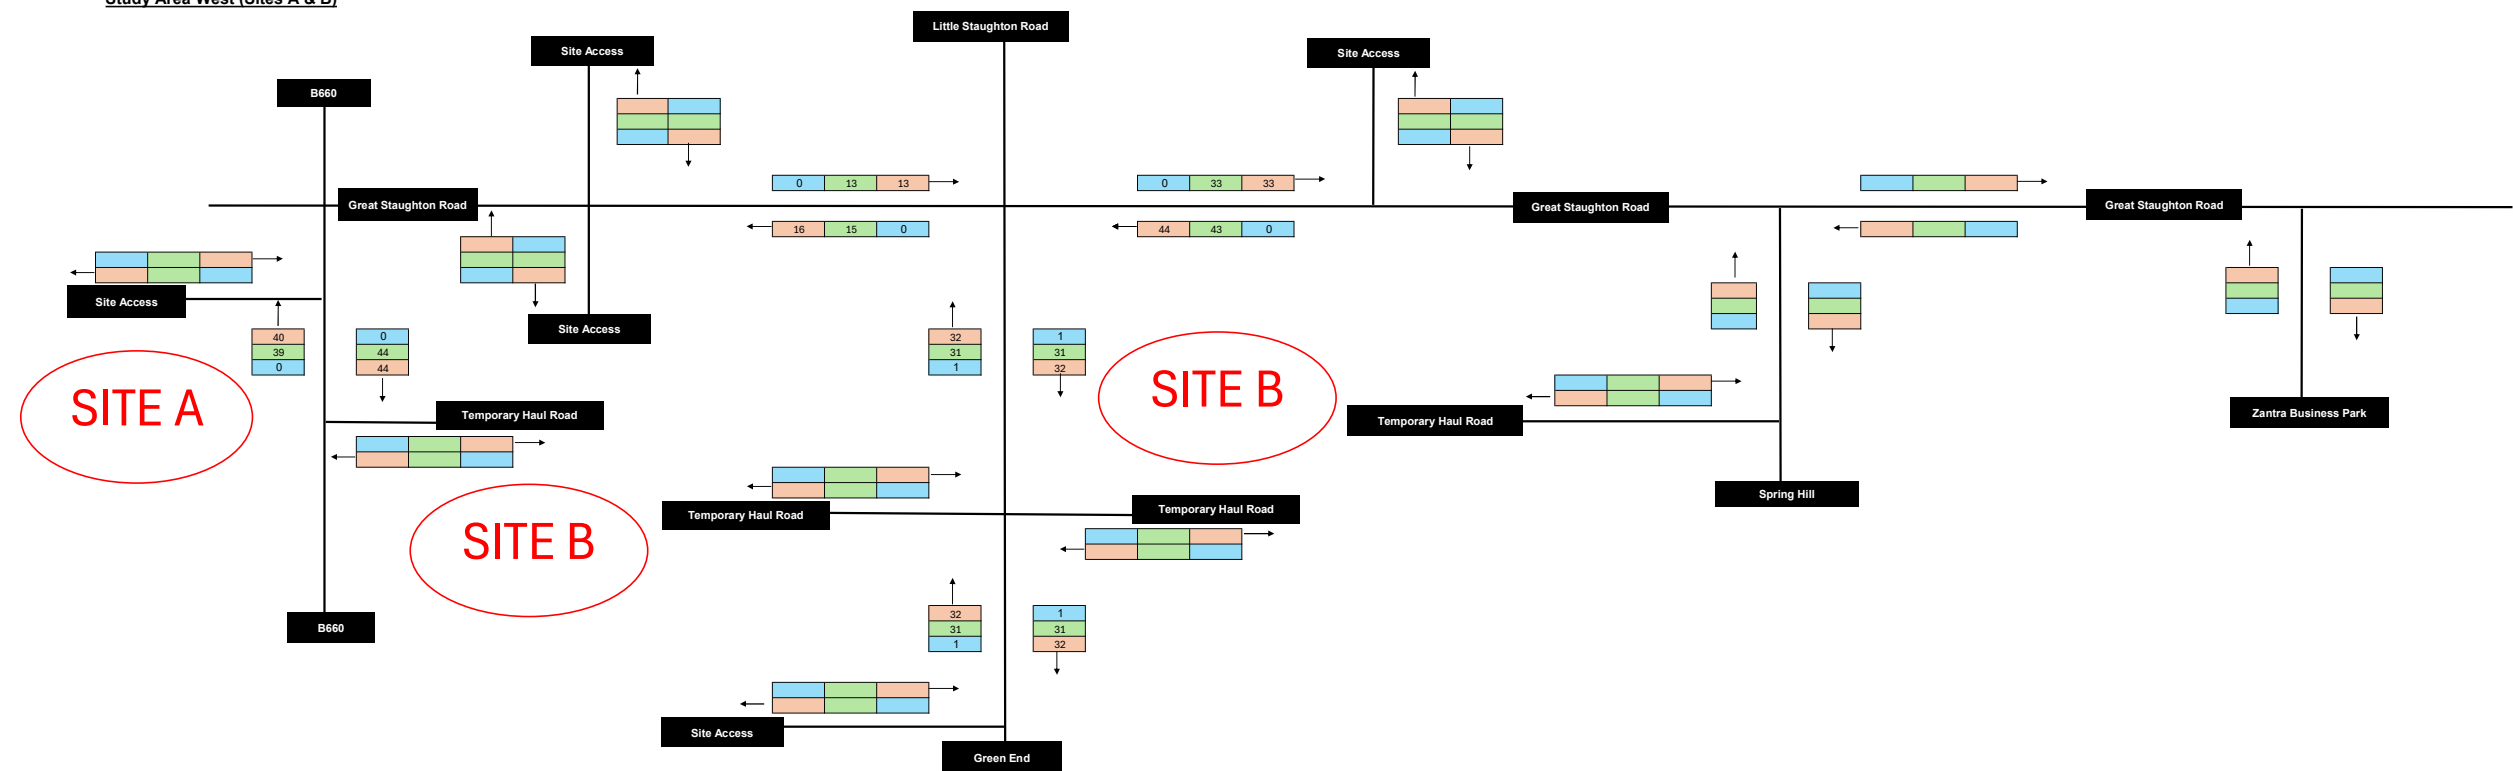 Study Area West (Sites A & B)
Little Staughton Road
Site Access
Site Access
B660
0 13 13
0 33 33
Great Staughton Road
Great Staughton Road
Great Staughton Road
16 15 0
44 43 0
Site Access
Site Access
40
39
0
0
44
44
32
31
1
1
31
32
SITE A
SITE B
Temporary Haul Road
Temporary Haul Road
Zantra Business Park
SITE B
Temporary Haul Road
Temporary Haul Road
Spring Hill
B660
32
31
1
1
31
32
Site Access
Green End